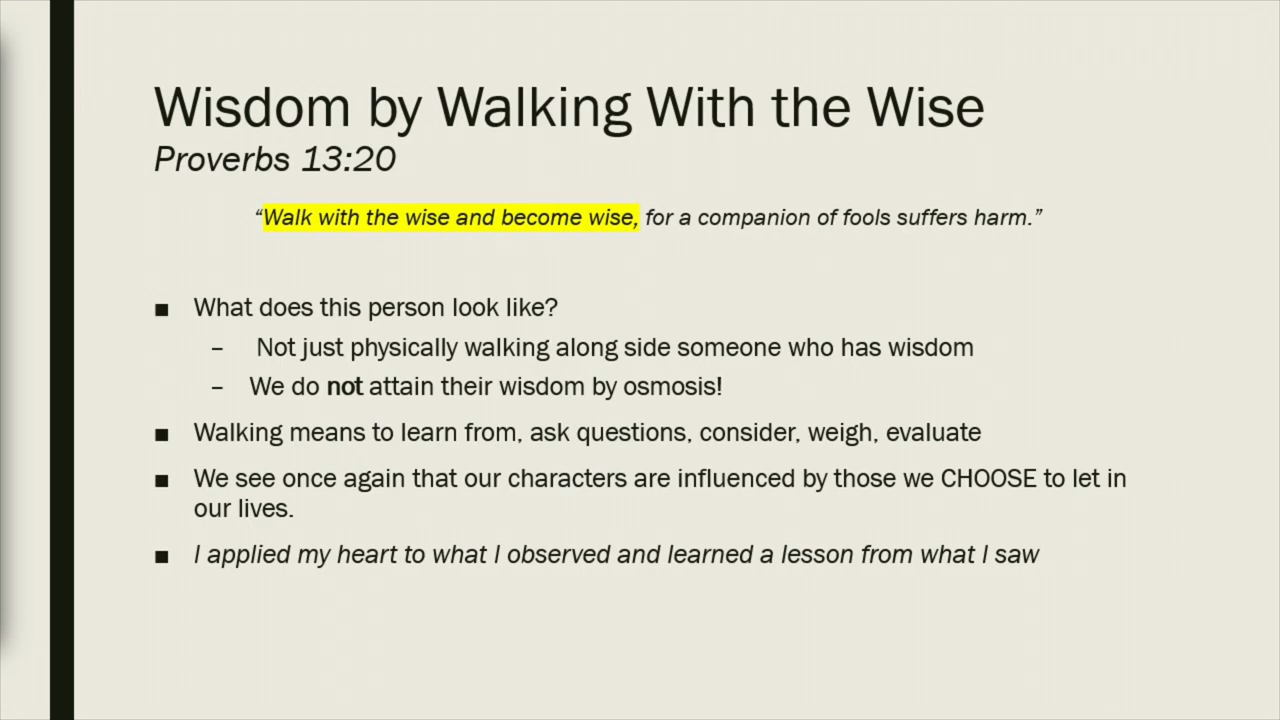 Wisdom by Walking With the Wise
Proverbs 13:20
“Walk with the wise and become wise, for a companion of fools suffers harm.”
■ What does this person look like?
– Not just physically walking along side someone who has wisdom
– We do not attain their wisdom by osmosis!
■ Walking means to learn from, ask questions, consider, weigh, evaluate
■ We see once again that our characters are influenced by those we CHOOSE to let in
our lives.
■ I applied my heart to what I observed and learned a lesson from what I saw